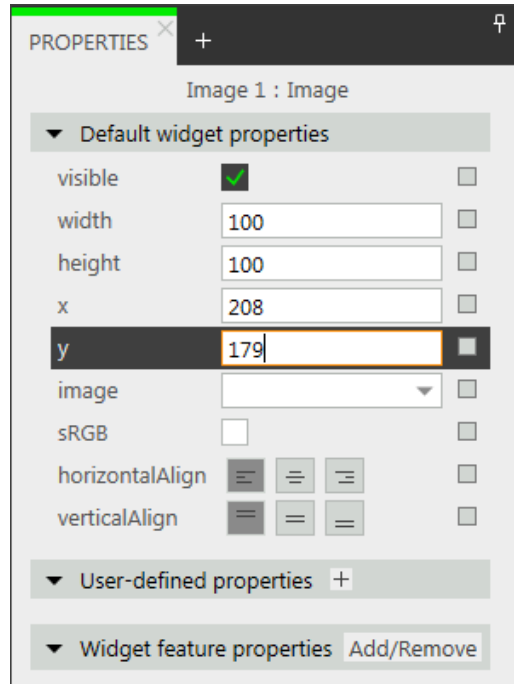 PROPERTIES +
Image 1 : Image
Default widget properties
visible
width 100
height 100
x 208
y 179
image
sRGB
horizontalAlign
verticalAlign
User-defined properties +
Widget feature properties Add/Remove